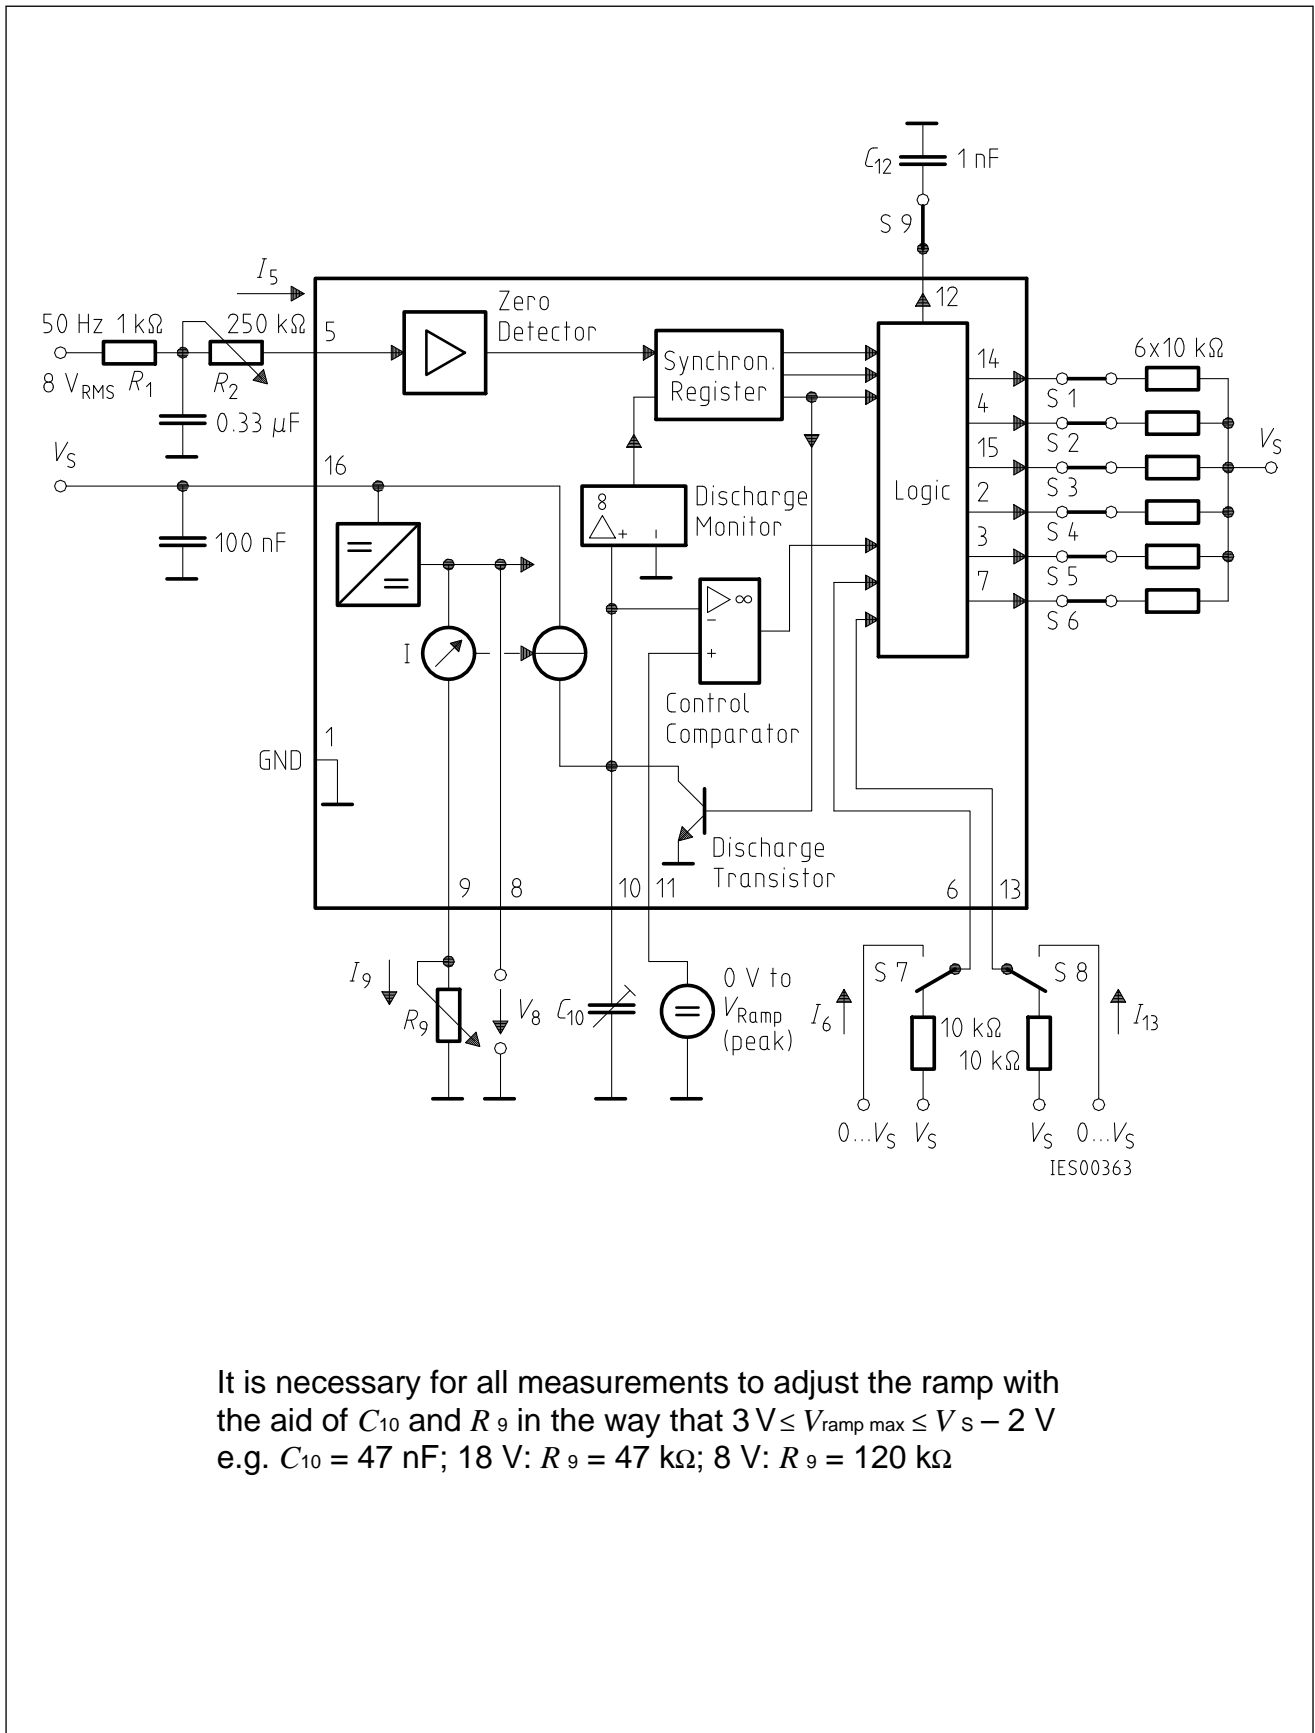 C12 1 nF
S 9
I5
12
50 Hz 1 kΩ 250 kΩ 5
Zero
Detector
8 VRMS R1 R2
0.33 µF
Synchron.
Register
14
6x10 kΩ
S 1
4
S 2
15
S 3
2
S 4
3
S 5
7
S 6
VS
Logic
VS
16
100 nF
=
=
8
+ −
Discharge
Monitor
I
∞
−
+
Control
Comparator
1
GND
Discharge
Transistor
9 8 10 11 6 13
I9
R9
V8
C10
=
0 V to
VRamp
(peak)
S 7 S 8
I6 I13
10 kΩ
10 kΩ
0...VS VS VS 0...VS
IES00363
It is necessary for all measurements to adjust the ramp with
the aid of C10 and R 9 in the way that 3 V ≤ Vramp max ≤ V S – 2 V
e.g. C10 = 47 nF; 18 V: R 9 = 47 kΩ; 8 V: R 9 = 120 kΩ